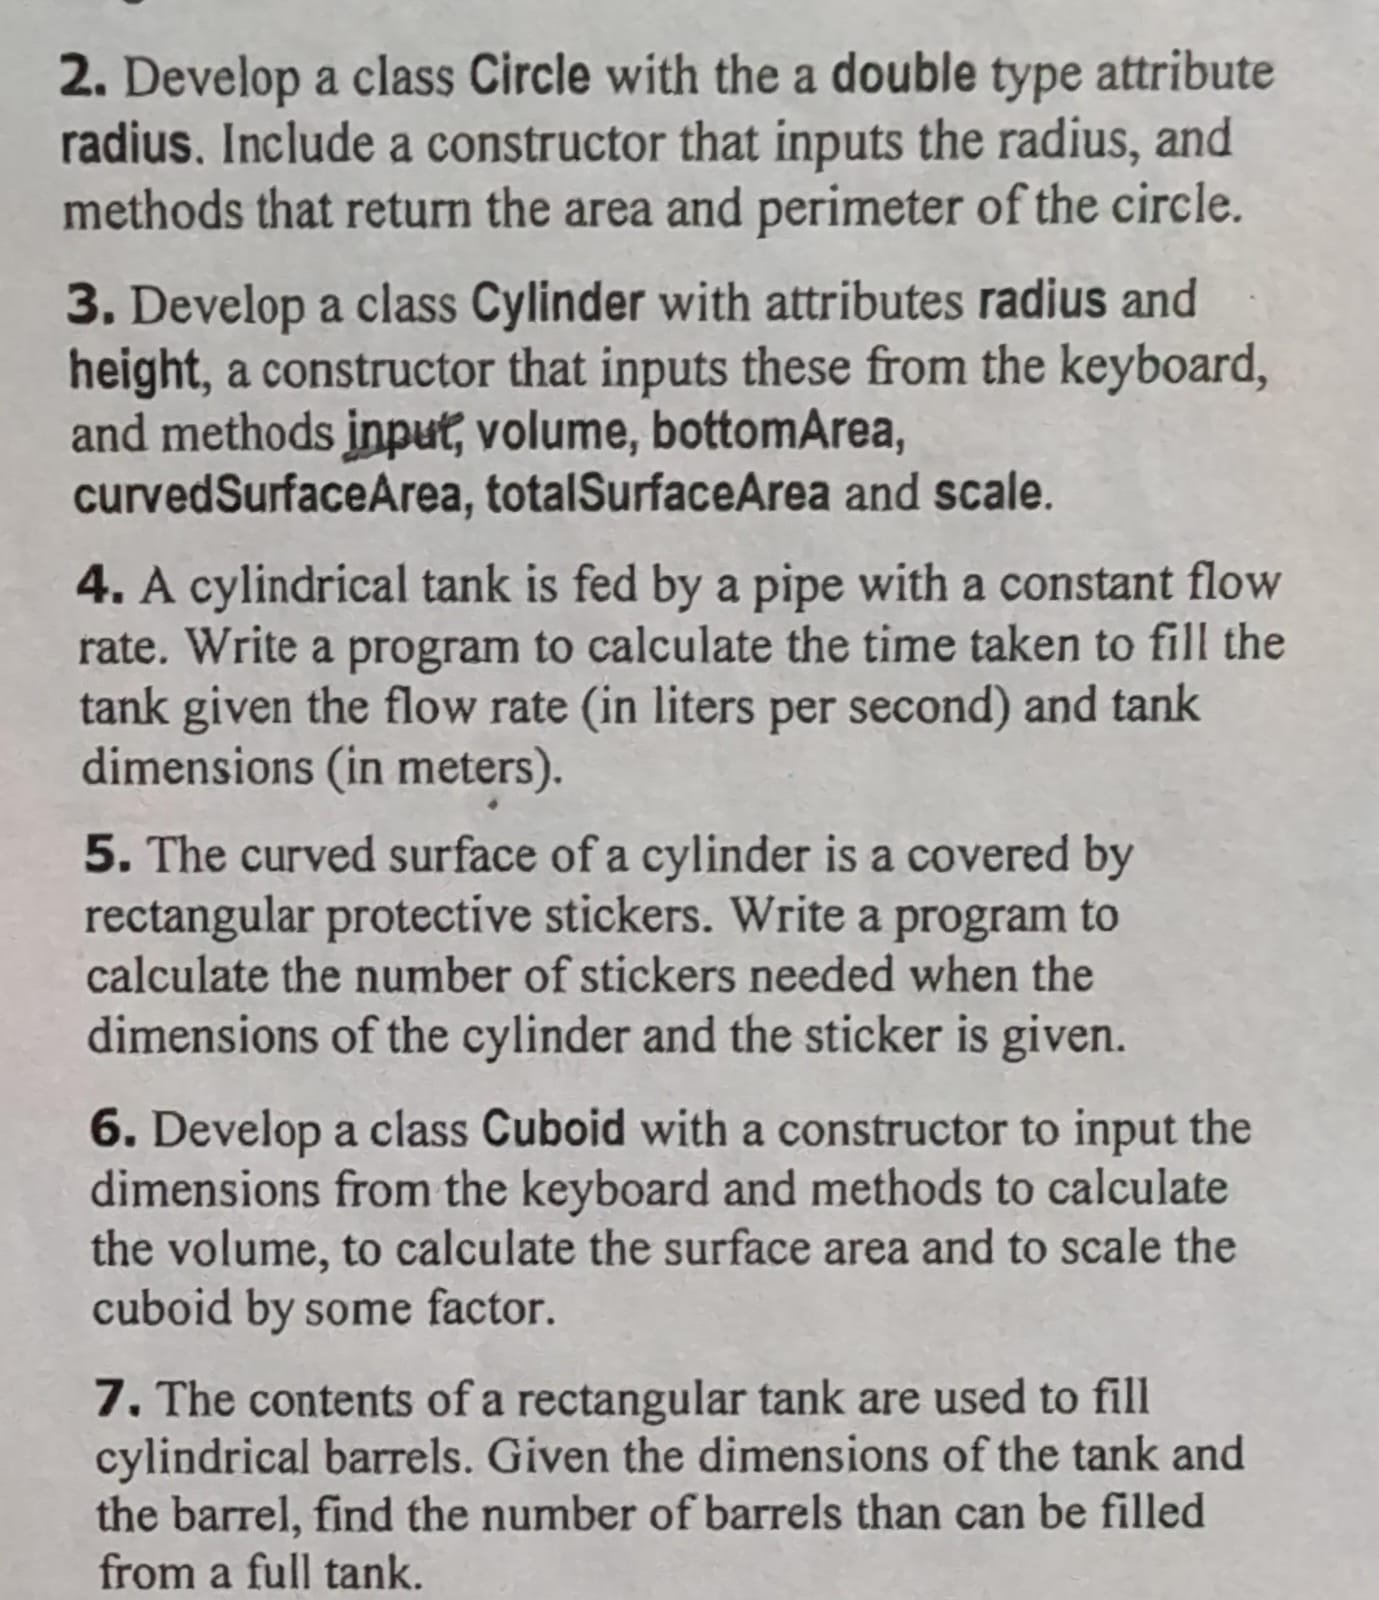 2. Develop a class Circle with the a double type attribute
radius. Include a constructor that inputs the radius, and
methods that return the area and perimeter of the circle.
3. Develop a class Cylinder with attributes radius and
height, a constructor that inputs these from the keyboard,
and methods input, volume, bottomArea,
curvedSurfaceArea, totalSurfaceArea and scale.
4. A cylindrical tank is fed by a pipe with a constant flow
rate. Write a program to calculate the time taken to fill the
tank given the flow rate (in liters per second) and tank
dimensions (in meters).
5. The curved surface of a cylinder is a covered by
rectangular protective stickers. Write a program to
calculate the number of stickers needed when the
dimensions of the cylinder and the sticker is given.
6. Develop a class Cuboid with a constructor to input the
dimensions from the keyboard and methods to calculate
the volume, to calculate the surface area and to scale the
cuboid by some factor.
7. The contents of a rectangular tank are used to fill
cylindrical barrels. Given the dimensions of the tank and
the barrel, find the number of barrels than can be filled
from a full tank.